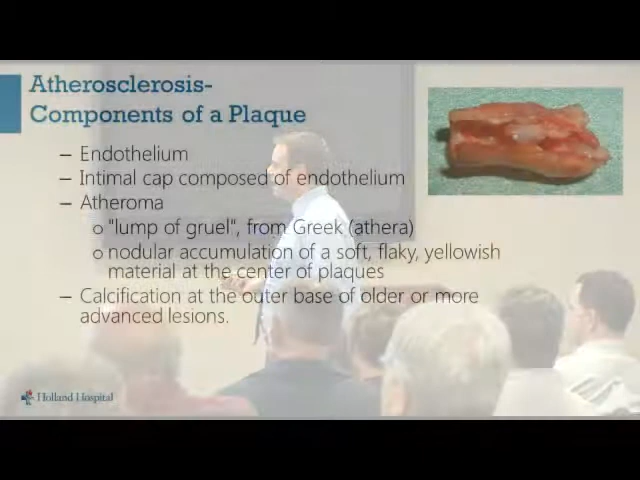 Atherosclerosis-
Components of a Plaque
– Endothelium
– Intimal cap composed of endothelium
– Atheroma
o "lump of gruel", from Greek (athera)
o nodular accumulation of a soft, flaky, yellowish
material at the center of plaques
– Calcification at the outer base of older or more
advanced lesions.
Holland Hospital